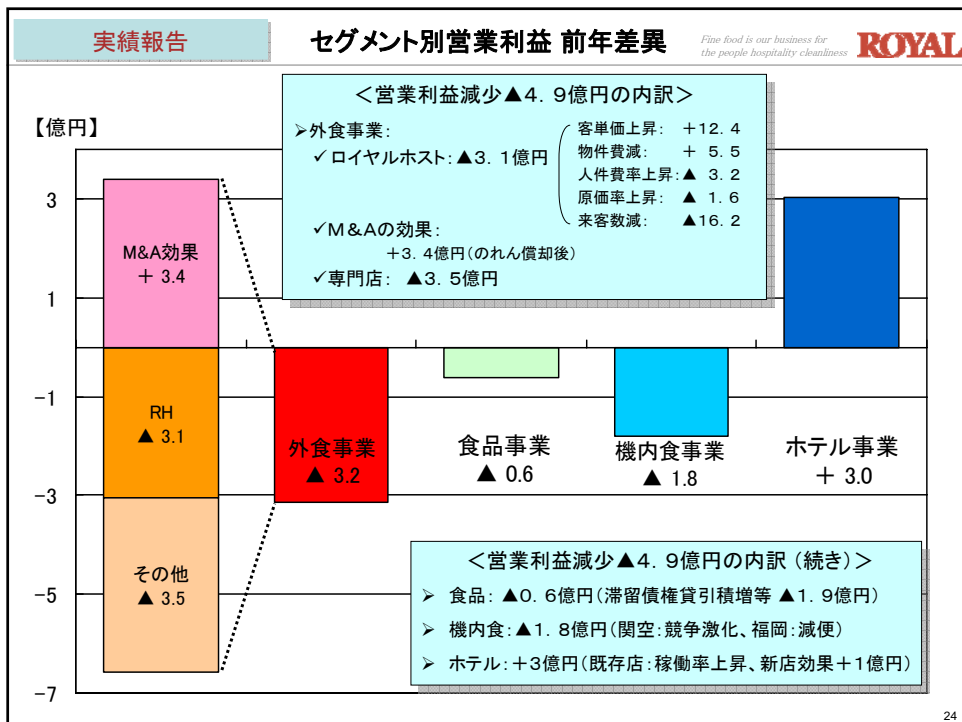 実績報告
セグメント別営業利益 前年差異
Fine food is our business for
the people hospitality cleanliness
ROYAL
【億円】
<営業利益減少▲4.9億円の内訳>
➢外食事業:
✓ロイヤルホスト:▲3.1億円
客単価上昇: +12.4
物件費減: + 5.5
人件費率上昇:▲ 3.2
原価率上昇:▲ 1.6
来客数減: ▲16.2
✓M&Aの効果:
+3.4億円(のれん償却後)
✓専門店: ▲3.5億円
3
1
-1
-3
-5
-7
M&A効果
+ 3.4
RH
▲ 3.1
その他
▲ 3.5
外食事業
▲ 3.2
食品事業
▲ 0.6
機内食事業
▲ 1.8
ホテル事業
+ 3.0
<営業利益減少▲4.9億円の内訳(続き)>
➢ 食品:▲0.6億円(滞留債権貸引積増等 ▲1.9億円)
➢ 機内食:▲1.8億円(関空:競争激化、福岡:減便)
➢ ホテル:+3億円(既存店:稼働率上昇、新店効果+1億円)
24